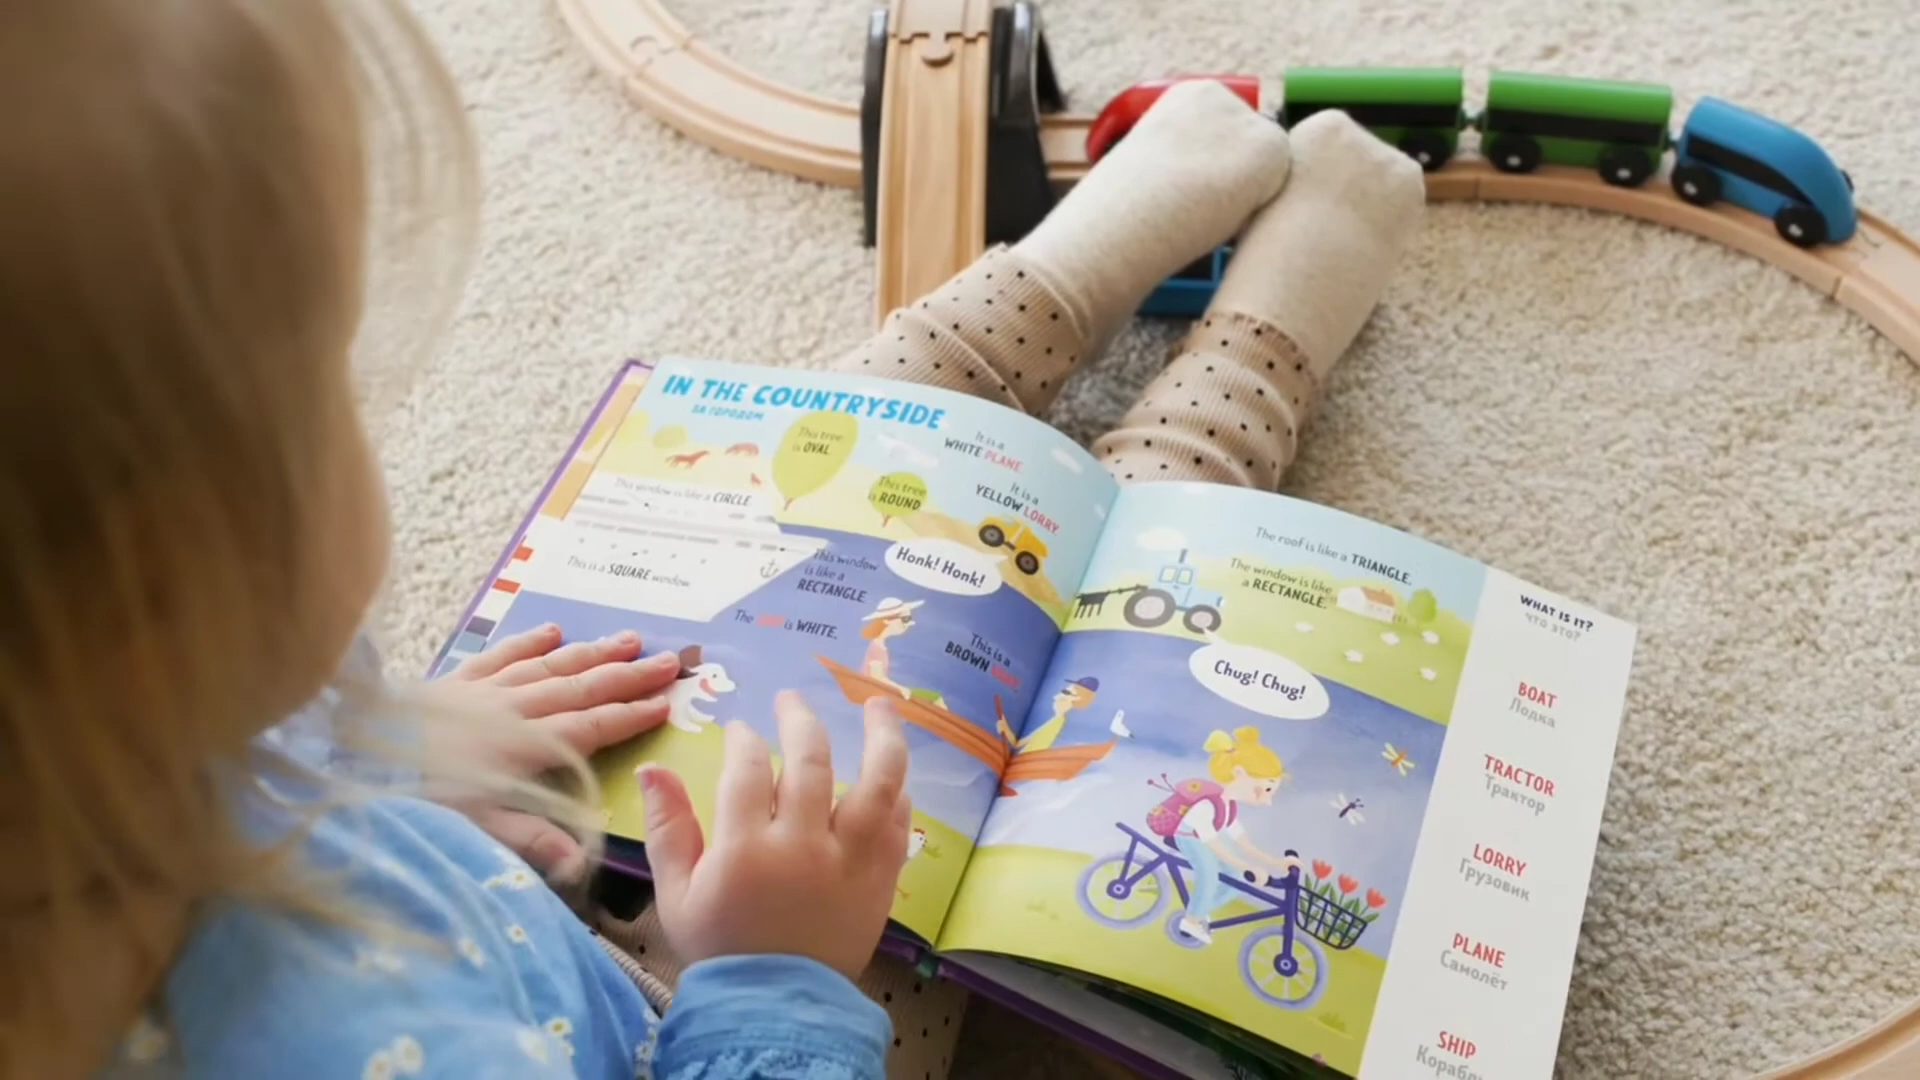 IN THE COUNTRYSIDE
ЗА ГОРОДОМ
This tree
is OVAL
It is a
WHITE PLANE
This tree
is ROUND
It is a
YELLOW LORRY
This window is like a CIRCLE.
This is a SQUARE window.
This window
is like a
RECTANGLE.
Honk! Honk!
The is WHITE.
This is a
BROWN
The roof is like a TRIANGLE.
The window is like
a RECTANGLE.
Chug! Chug!
WHAT IS IT?
ЧТО ЭТО?
BOAT
Лодка
TRACTOR
Трактор
LORRY
Грузовик
PLANE
Самолёт
SHIP
Корабль